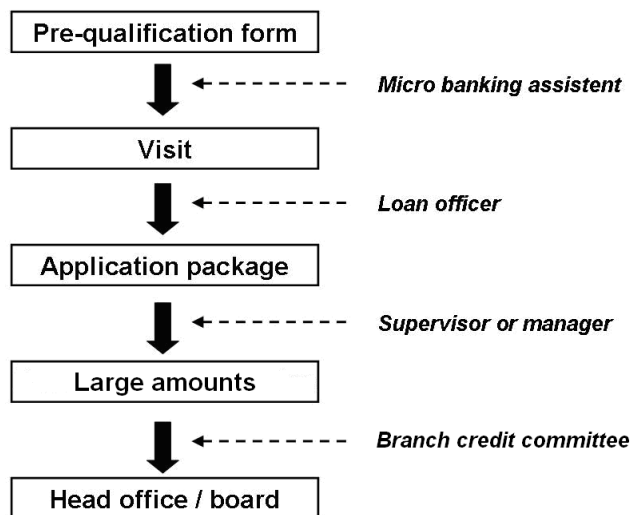 Pre-qualification form
Micro banking assistent
Visit
Loan officer
Application package
Supervisor or manager
Large amounts
Branch credit committee
Head office / board